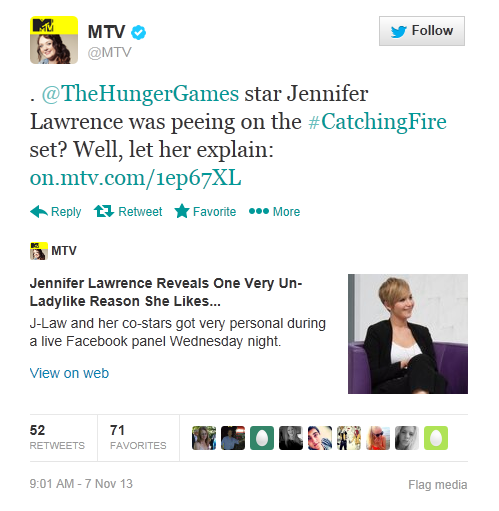 MTV
@MTV
Follow
. @TheHungerGames star Jennifer
Lawrence was peeing on the #CatchingFire
set? Well, let her explain:
on.mtv.com/1ep67XL
Reply Retweet Favorite More
MTV
Jennifer Lawrence Reveals One Very Un-
Ladylike Reason She Likes...
J-Law and her co-stars got very personal during
a live Facebook panel Wednesday night.
View on web
52
RETWEETS
71
FAVORITES
9:01 AM - 7 Nov 13
Flag media